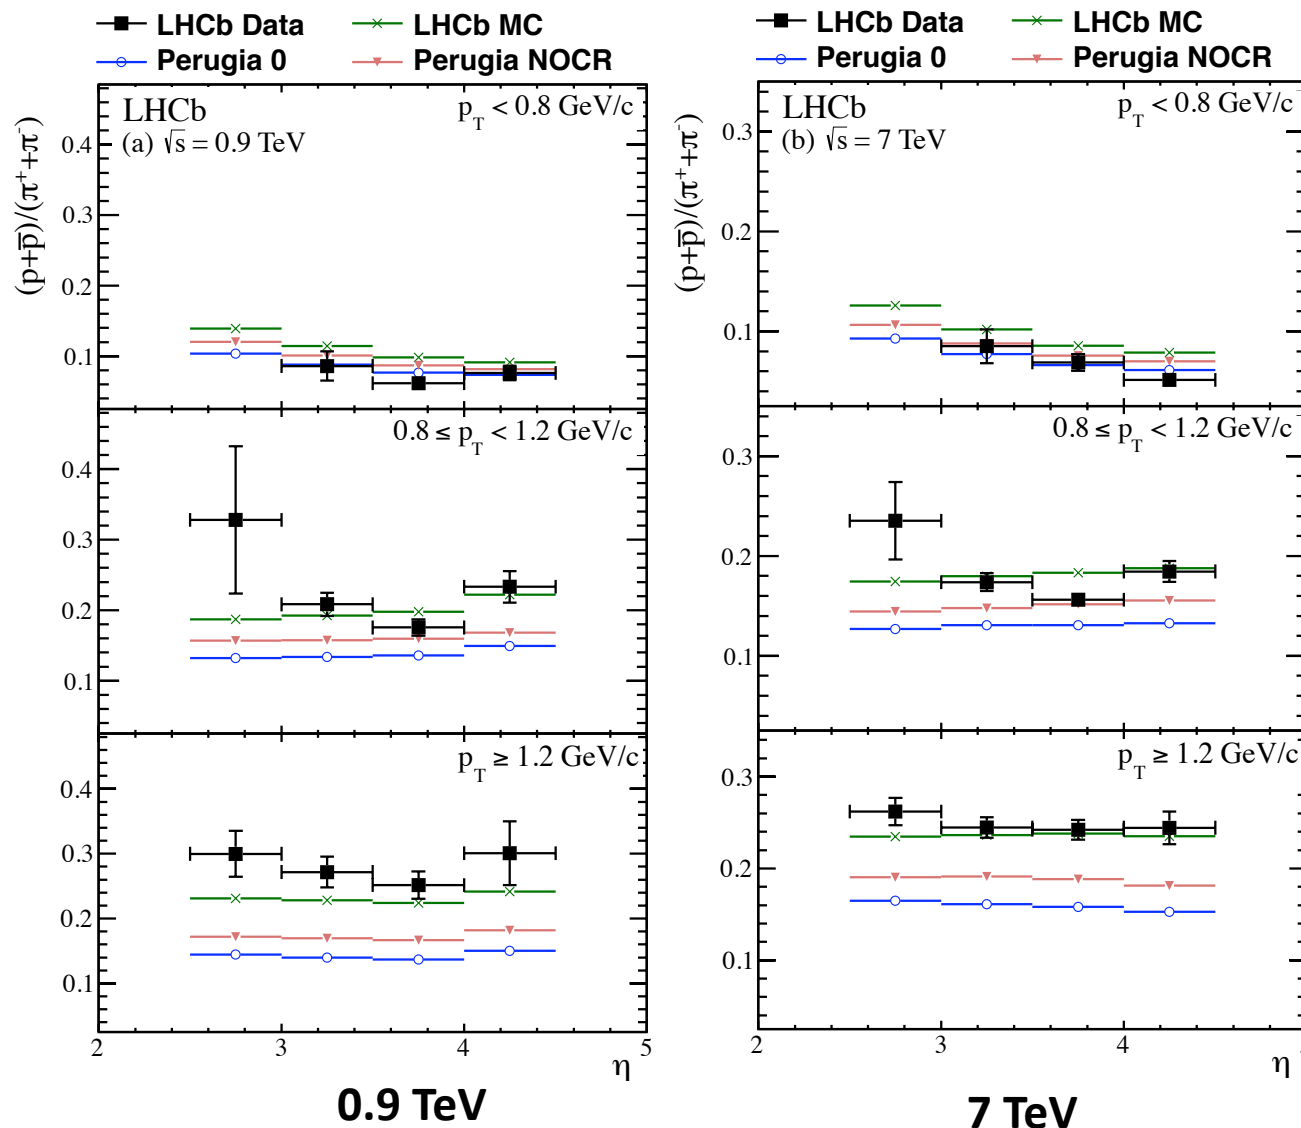 LHCb Data
LHCb MC
Perugia 0
Perugia NOCR
LHCb
(a) √s = 0.9 TeV
p_T < 0.8 GeV/c
(p+p̅)/(π⁺+π⁻)
0.4
0.3
0.2
0.1
0.8 ≤ p_T < 1.2 GeV/c
0.4
0.3
0.2
0.1
p_T ≥ 1.2 GeV/c
0.4
0.3
0.2
0.1
2
3
4
5
η
0.9 TeV
LHCb Data
LHCb MC
Perugia 0
Perugia NOCR
LHCb
(b) √s = 7 TeV
p_T < 0.8 GeV/c
(p+p̅)/(π⁺+π⁻)
0.3
0.2
0.1
0.8 ≤ p_T < 1.2 GeV/c
0.3
0.2
0.1
p_T ≥ 1.2 GeV/c
0.3
0.2
0.1
2
3
4
η
7 TeV